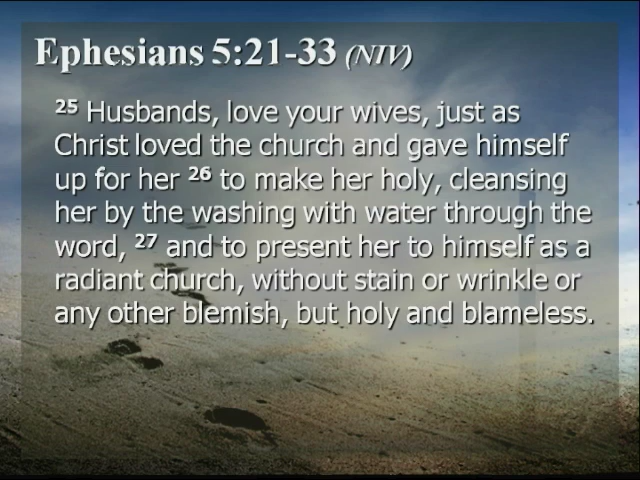 Ephesians 5:21-33 (NIV)
25 Husbands, love your wives, just as
Christ loved the church and gave himself
up for her 26 to make her holy, cleansing
her by the washing with water through the
word, 27 and to present her to himself as a
radiant church, without stain or wrinkle or
any other blemish, but holy and blameless.